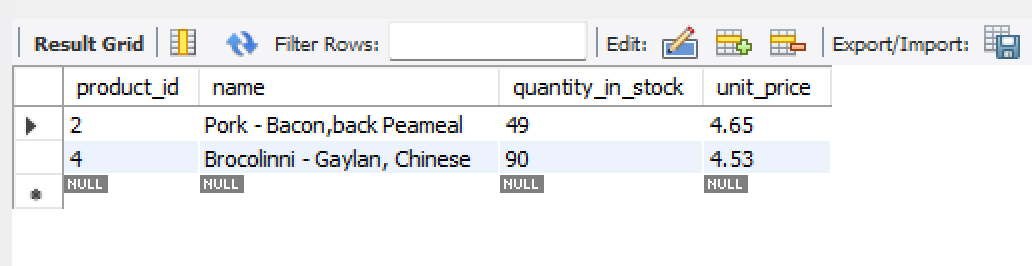 Result Grid Filter Rows: Edit: Export/Import:
product_id name quantity_in_stock unit_price
2 Pork - Bacon,back Peameal 49 4.65
4 Brocolinni - Gaylan, Chinese 90 4.53
NULL NULL NULL NULL